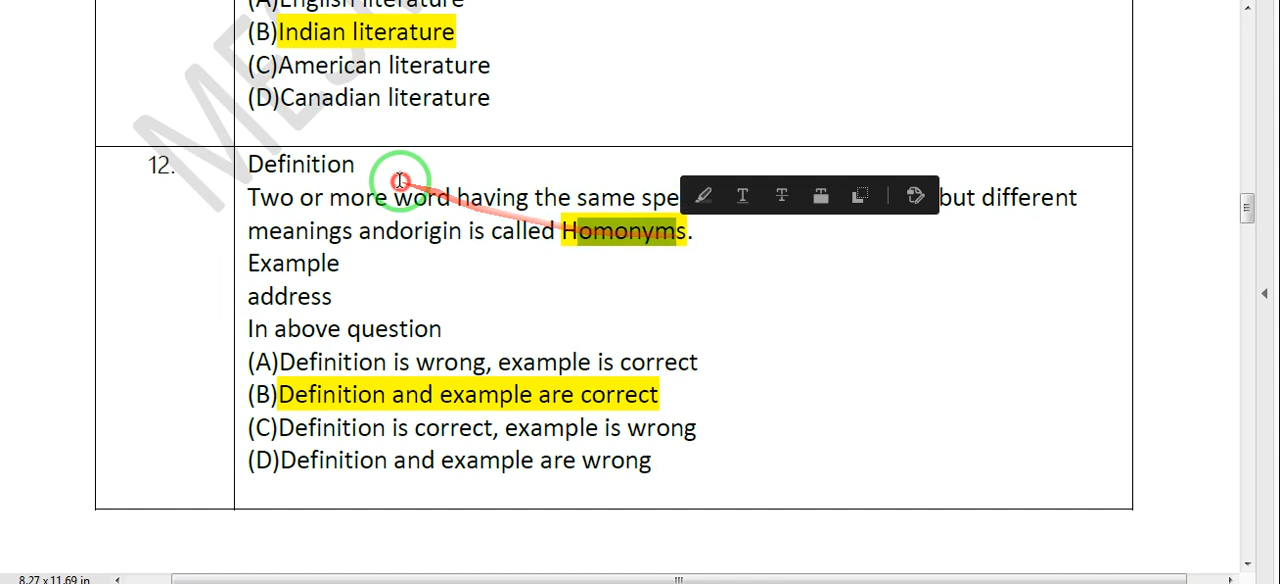 (A)English literature
(B)Indian literature
(C)American literature
(D)Canadian literature
12.
Definition
Two or more word having the same spe but different
meanings andorigin is called Homonyms.
Example
address
In above question
(A)Definition is wrong, example is correct
(B)Definition and example are correct
(C)Definition is correct, example is wrong
(D)Definition and example are wrong
8.27 x 11.69 in